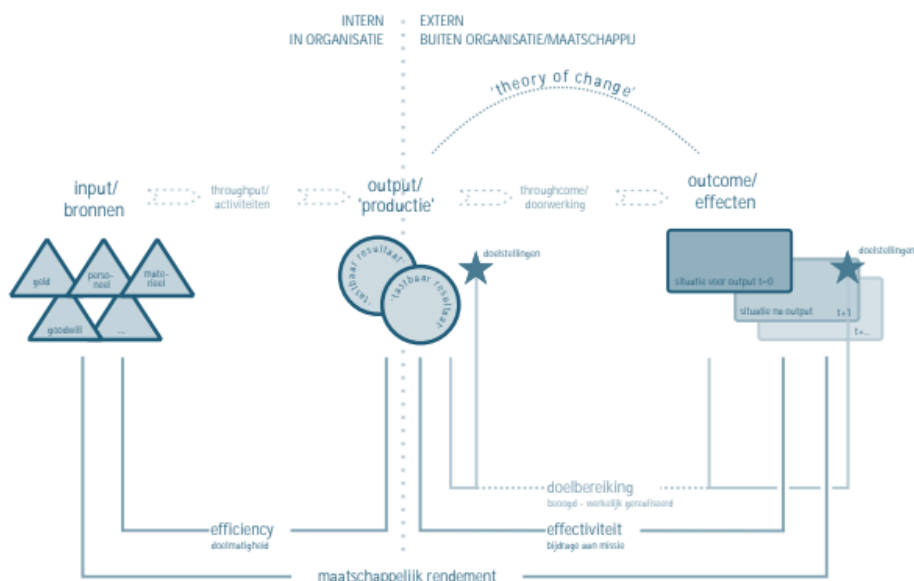 INTERN
IN ORGANISATIE
EXTERN
BUITEN ORGANISATIE/MAATSCHAPPIJ
'theory of change'
input/
bronnen
throughput/
activiteiten
output/
'productie'
throughcome/
doorwerking
outcome/
effecten
geld
perso-
neel
mate-
rieel
goodwill
...
'tastbaar resultaat'
'tastbaar resultaat'
doelstellingen
doelstellingen
situatie voor output t=0
situatie na output t+1
t+...
doelbereiking
beoogd - werkelijk gerealiseerd
efficiency
doelmatigheid
effectiviteit
bijdrage aan missie
maatschappelijk rendement